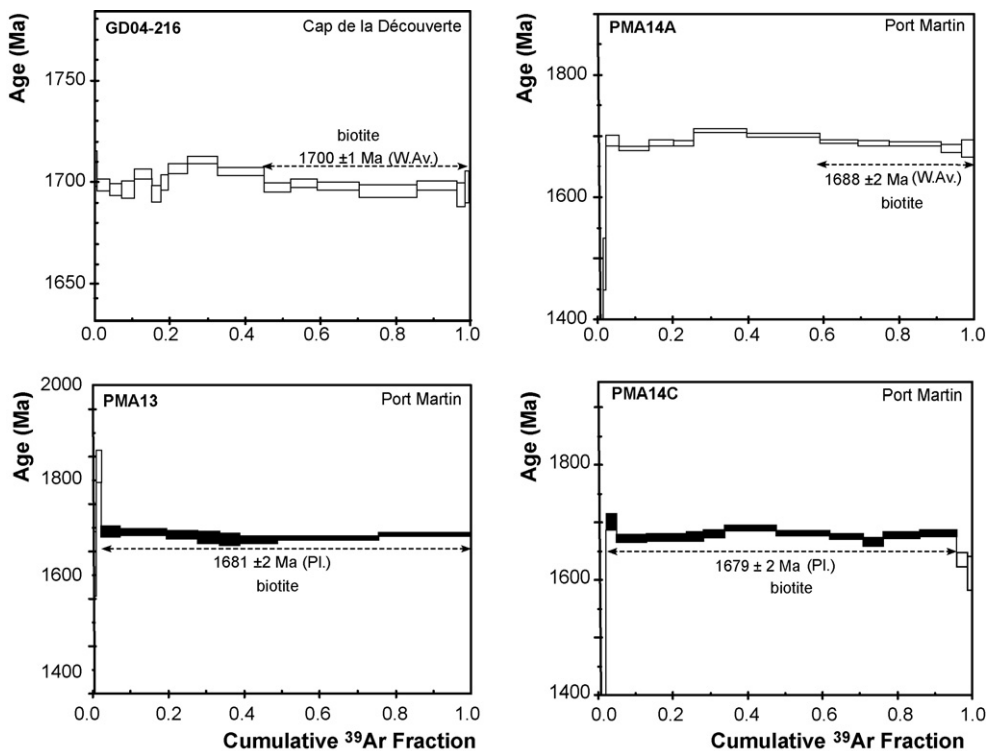 GD04-216
Cap de la Découverte
Age (Ma)
1750
1700
1650
biotite
1700 ±1 Ma (W.Av.)
0.0 0.2 0.4 0.6 0.8 1.0
PMA14A
Port Martin
Age (Ma)
1800
1600
1400
1688 ±2 Ma (W.Av.)
biotite
0.0 0.2 0.4 0.6 0.8 1.0
PMA13
Port Martin
Age (Ma)
2000
1800
1600
1400
1681 ±2 Ma (Pl.)
biotite
0.0 0.2 0.4 0.6 0.8 1.0
Cumulative ³⁹Ar Fraction
PMA14C
Port Martin
Age (Ma)
1800
1600
1400
1679 ± 2 Ma (Pl.)
biotite
0.0 0.2 0.4 0.6 0.8 1.0
Cumulative ³⁹Ar Fraction